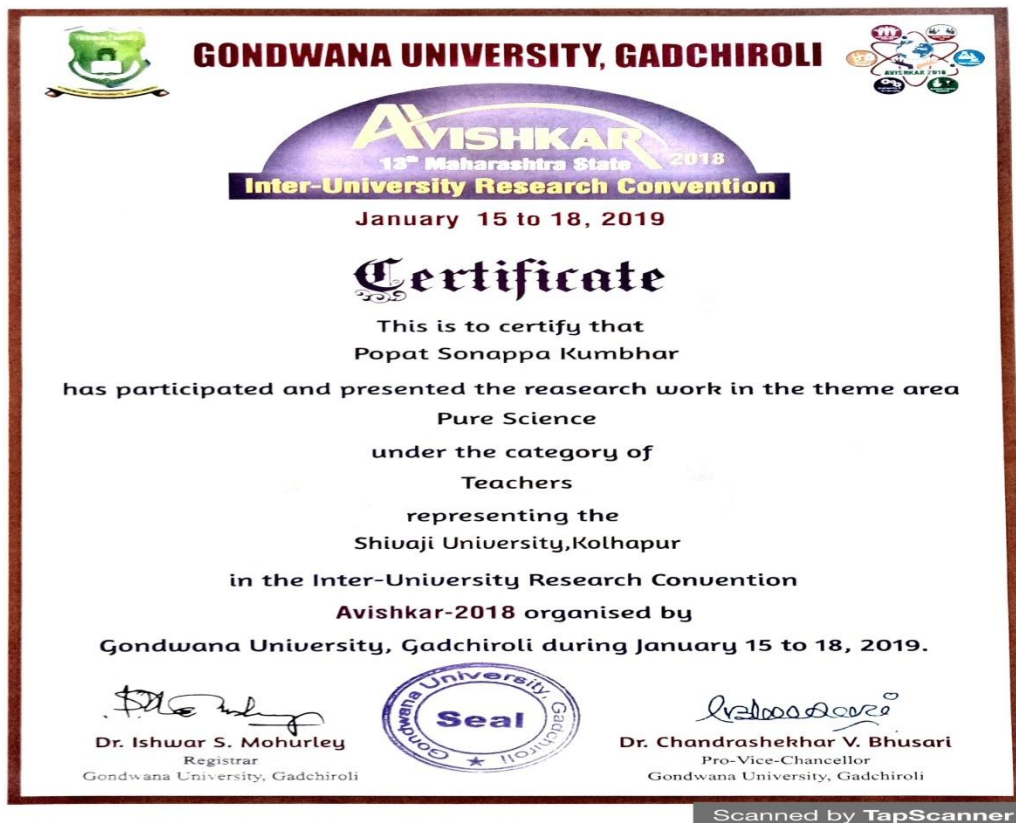 GONDWANA UNIVERSITY, GADCHIROLI
AVISHKAR 2018
AVISHKAR
13th Maharashtra State 2018
Inter-University Research Convention
January 15 to 18, 2019
Certificate
This is to certify that
Popat Sonappa Kumbhar
has participated and presented the reasearch work in the theme area
Pure Science
under the category of
Teachers
representing the
Shivaji University,Kolhapur
in the Inter-University Research Convention
Avishkar-2018 organised by
Gondwana University, Gadchiroli during January 15 to 18, 2019.
Gondwana University, Gadchiroli
Seal
Dr. Ishwar S. Mohurley
Registrar
Gondwana University, Gadchiroli
Dr. Chandrashekhar V. Bhusari
Pro-Vice-Chancellor
Gondwana University, Gadchiroli
Scanned by TapScanner